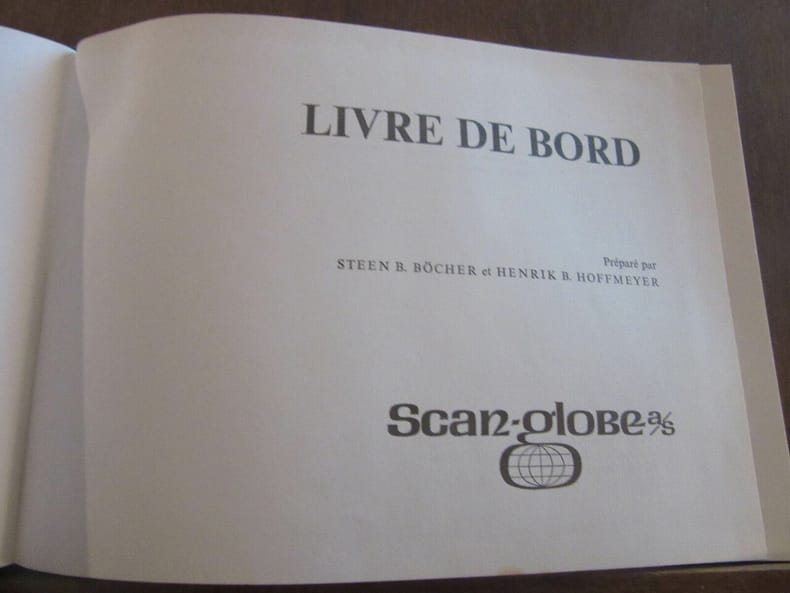 LIVRE DE BORD
Préparé par
STEEN B. BÖCHER et HENRIK B. HOFFMEYER
Scan-globe a/s